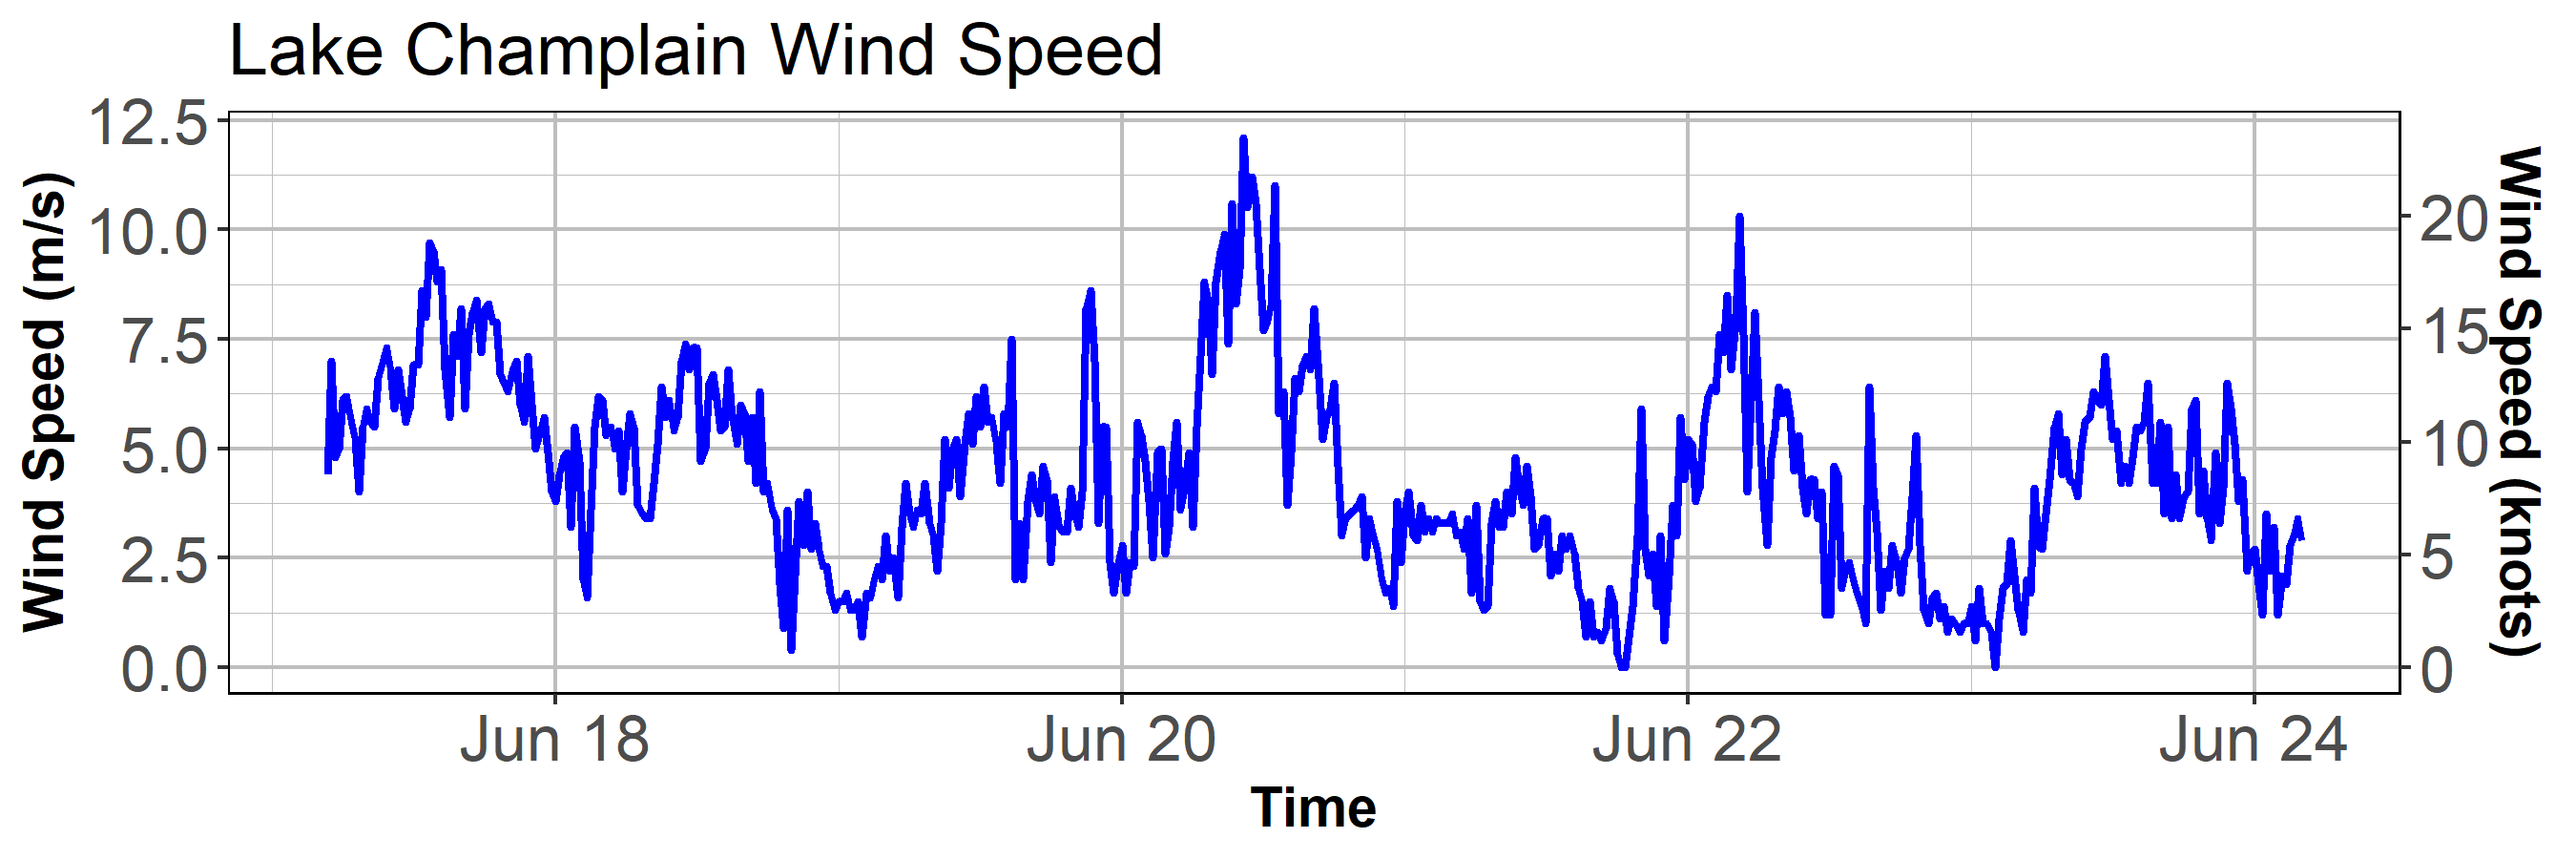 Lake Champlain Wind Speed
Wind Speed (m/s)
12.5
10.0
7.5
5.0
2.5
0.0
20
15
10
5
0
Wind Speed (knots)
Jun 18 Jun 20 Jun 22 Jun 24
Time